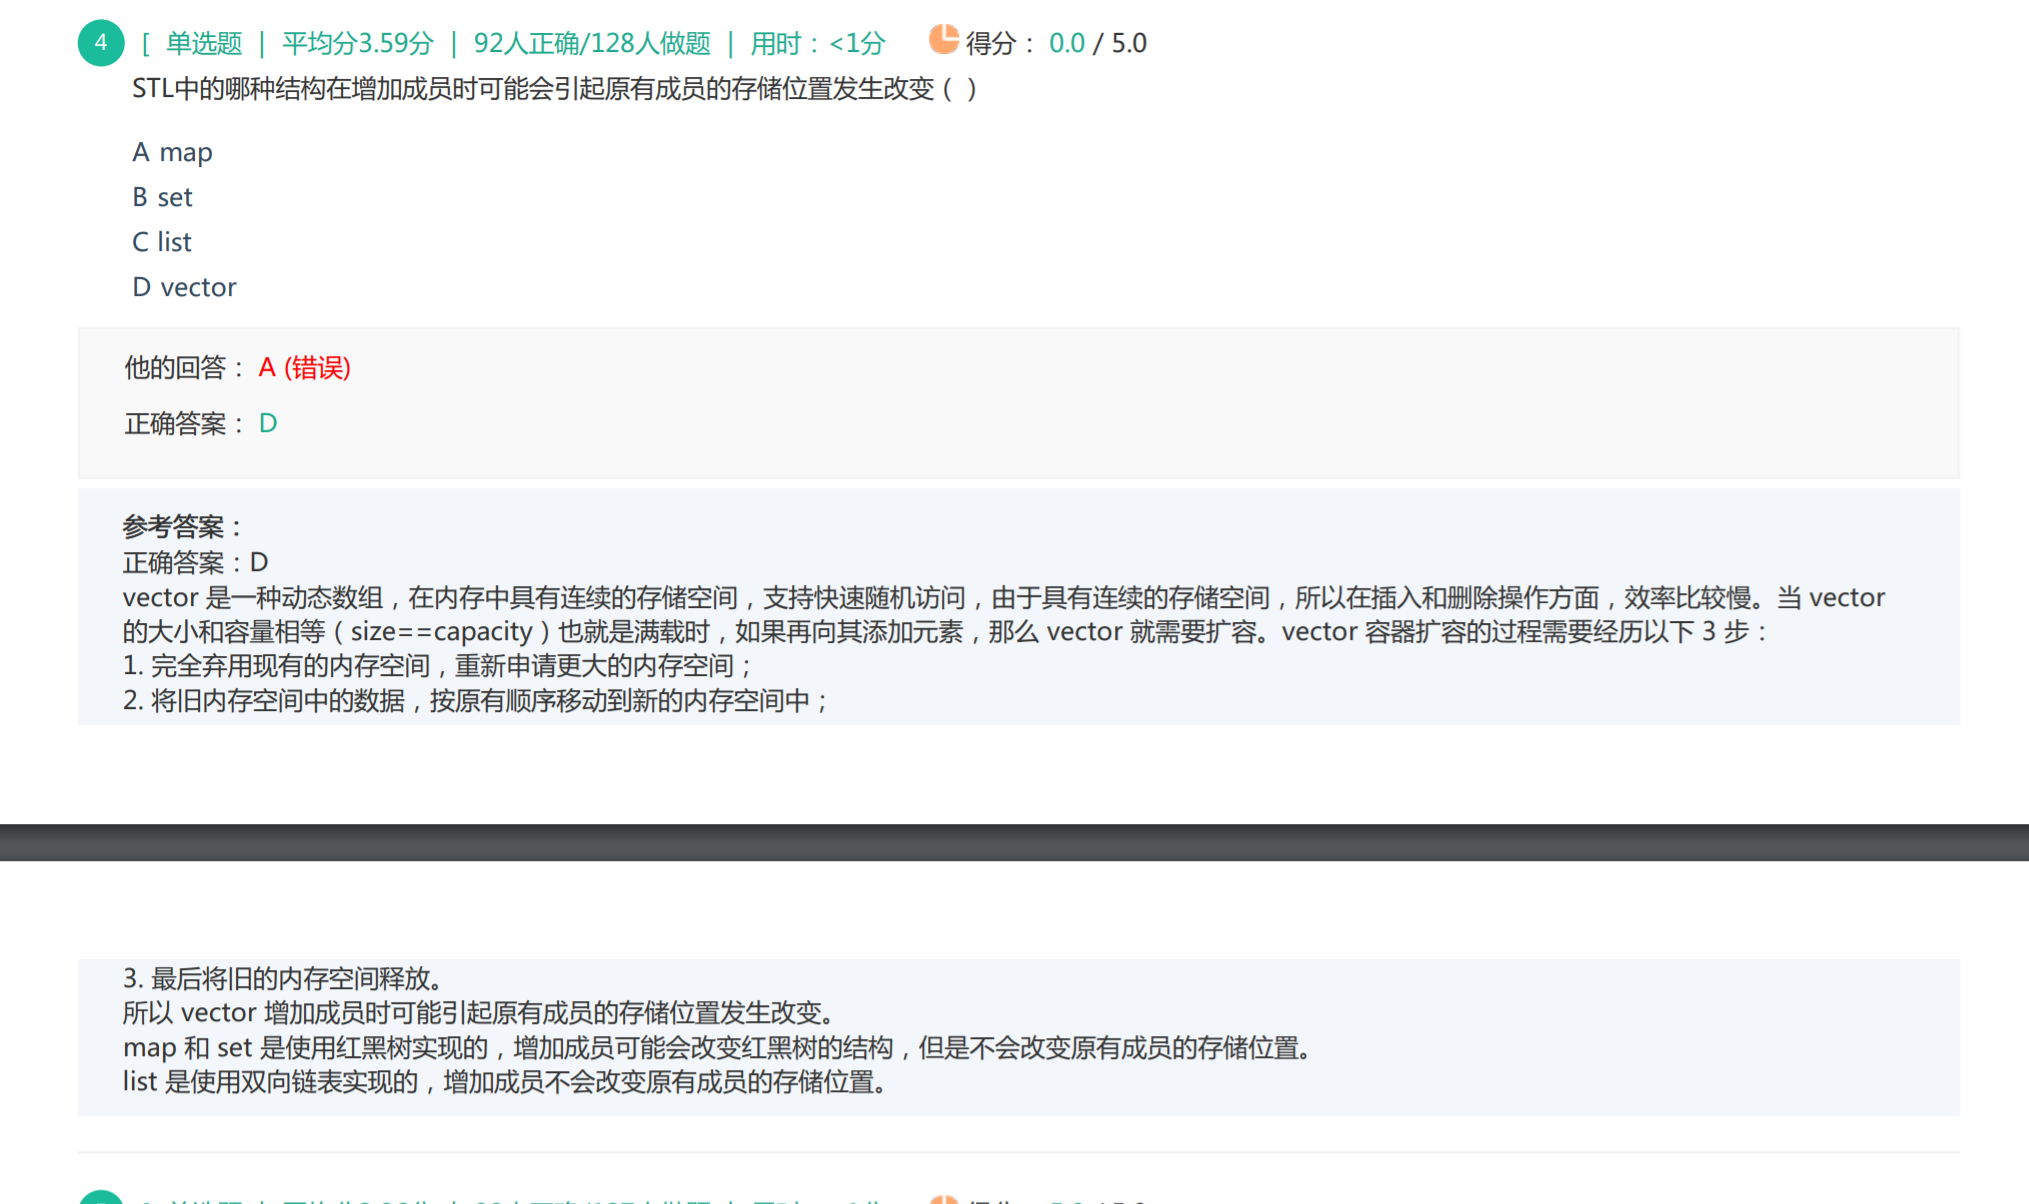 4 [ 单选题 | 平均分3.59分 | 92人正确/128人做题 | 用时：<1分 得分： 0.0 / 5.0
STL中的哪种结构在增加成员时可能会引起原有成员的存储位置发生改变（ ）
A map
B set
C list
D vector
他的回答： A (错误)
正确答案： D
参考答案：
正确答案：D
vector 是一种动态数组，在内存中具有连续的存储空间，支持快速随机访问，由于具有连续的存储空间，所以在插入和删除操作方面，效率比较慢。当 vector
的大小和容量相等（size==capacity）也就是满载时，如果再向其添加元素，那么 vector 就需要扩容。vector 容器扩容的过程需要经历以下 3 步：
1. 完全弃用现有的内存空间，重新申请更大的内存空间；
2. 将旧内存空间中的数据，按原有顺序移动到新的内存空间中；
3. 最后将旧的内存空间释放。
所以 vector 增加成员时可能引起原有成员的存储位置发生改变。
map 和 set 是使用红黑树实现的，增加成员可能会改变红黑树的结构，但是不会改变原有成员的存储位置。
list 是使用双向链表实现的，增加成员不会改变原有成员的存储位置。